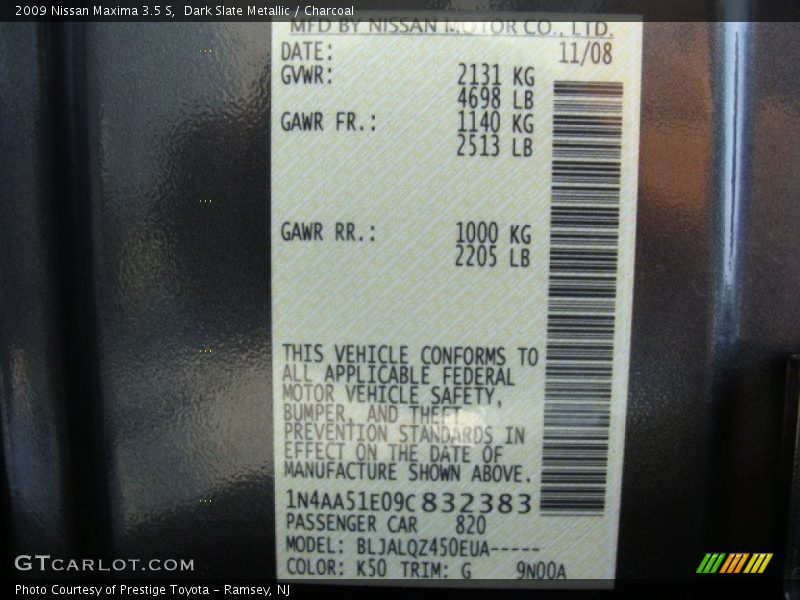 2009 Nissan Maxima 3.5 S,  Dark Slate Metallic / Charcoal
MFD BY NISSAN MOTOR CO., LTD.
DATE: 11/08
GVWR: 2131 KG
4698 LB
GAWR FR.: 1140 KG
2513 LB
GAWR RR.: 1000 KG
2205 LB
THIS VEHICLE CONFORMS TO
ALL APPLICABLE FEDERAL
MOTOR VEHICLE SAFETY,
BUMPER, AND THEFT
PREVENTION STANDARDS IN
EFFECT ON THE DATE OF
MANUFACTURE SHOWN ABOVE.
1N4AA51E09C832383
PASSENGER CAR 820
MODEL: BLJALQZ450EUA-----
COLOR: K50 TRIM: G 9N00A
GTCARLOT.COM
Photo Courtesy of Prestige Toyota – Ramsey, NJ